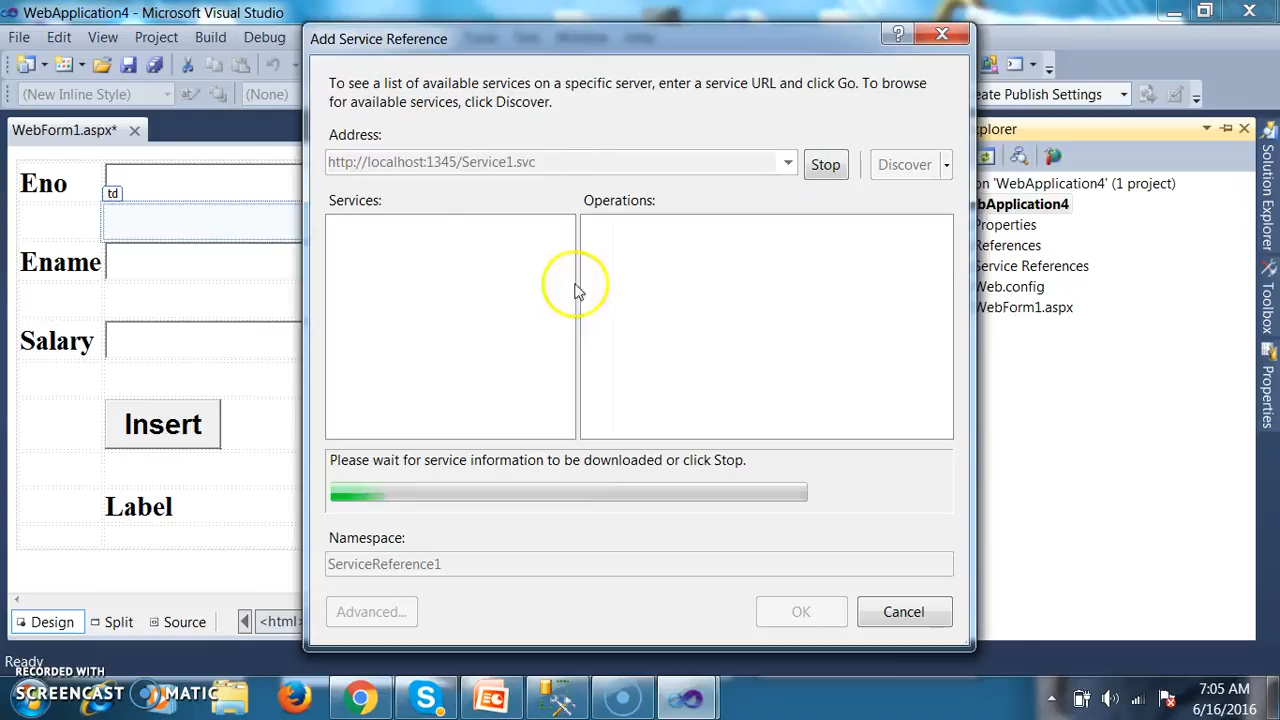 WebApplication4 - Microsoft Visual Studio
File Edit View Project Build Debug
(New Inline Style) (None)
eate Publish Settings
WebForm1.aspx*
Eno
td
Ename
Salary
Insert
Label
Design Split Source <html>
Ready
Add Service Reference
To see a list of available services on a specific server, enter a service URL and click Go. To browse
for available services, click Discover.
Address:
http://localhost:1345/Service1.svc Stop Discover
Services: Operations:
Please wait for service information to be downloaded or click Stop.
Namespace:
ServiceReference1
Advanced... OK Cancel
xplorer
on 'WebApplication4' (1 project)
bApplication4
Properties
References
Service References
Web.config
WebForm1.aspx
Solution Explorer
Toolbox
Properties
RECORDED WITH
SCREENCAST MATIC
7:05 AM
6/16/2016